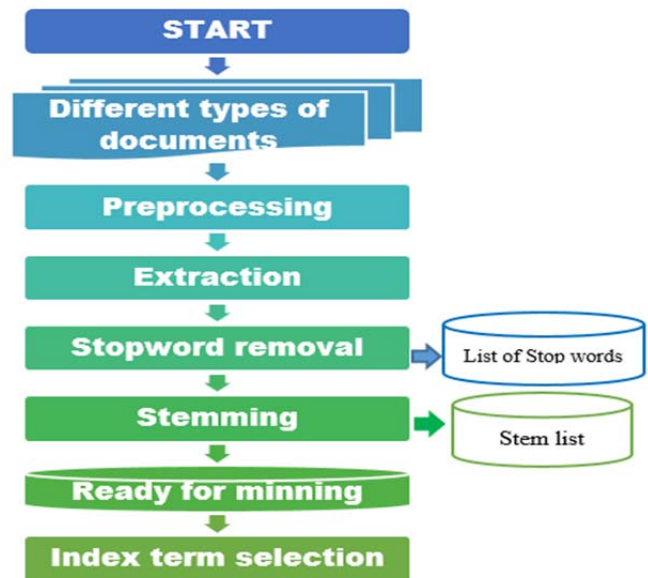 START
Different types of
documents
Preprocessing
Extraction
Stopword removal
List of Stop words
Stemming
Stem list
Ready for minning
Index term selection